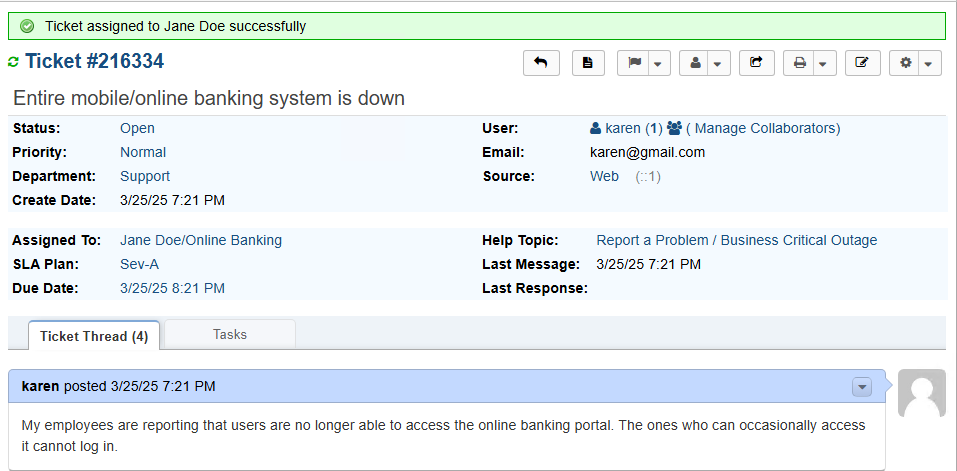 Ticket assigned to Jane Doe successfully
Ticket #216334
Entire mobile/online banking system is down
Status: Open
User: karen (1) ( Manage Collaborators)
Priority: Normal
Email: karen@gmail.com
Department: Support
Source: Web (::1)
Create Date: 3/25/25 7:21 PM
Assigned To: Jane Doe/Online Banking
Help Topic: Report a Problem / Business Critical Outage
SLA Plan: Sev-A
Last Message: 3/25/25 7:21 PM
Due Date: 3/25/25 8:21 PM
Last Response:
Ticket Thread (4) Tasks
karen posted 3/25/25 7:21 PM
My employees are reporting that users are no longer able to access the online banking portal. The ones who can occasionally access
it cannot log in.